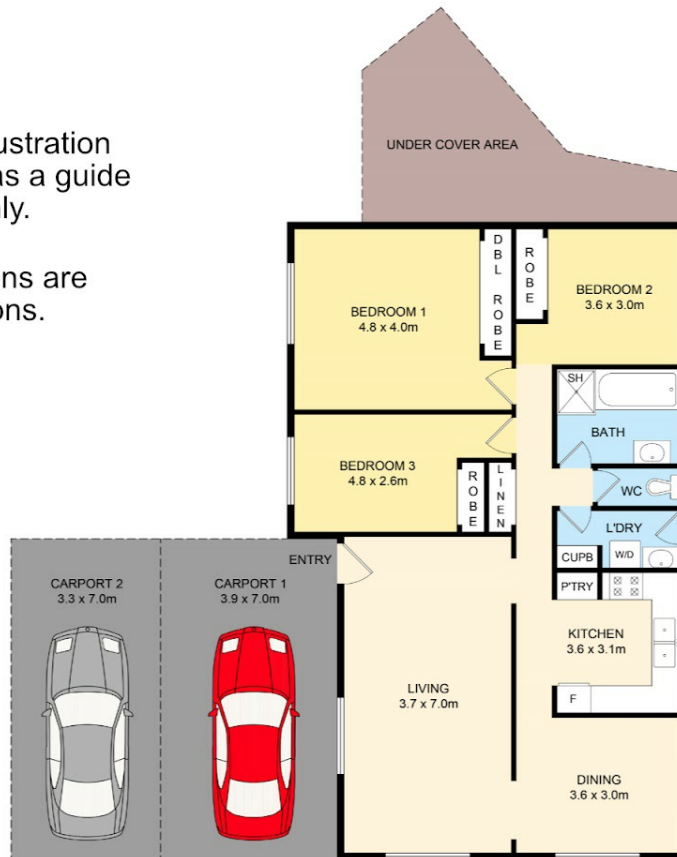 ustration
as a guide
ly.
ns are
ons.
UNDER COVER AREA
BEDROOM 1
4.8 x 4.0m
DBL ROBE
ROBE
BEDROOM 2
3.6 x 3.0m
SH
BATH
BEDROOM 3
4.8 x 2.6m
ROBE
LINEN
WC
L'DRY
CUPB
W/D
ENTRY
CARPORT 2
3.3 x 7.0m
CARPORT 1
3.9 x 7.0m
P'TRY
KITCHEN
3.6 x 3.1m
F
LIVING
3.7 x 7.0m
DINING
3.6 x 3.0m